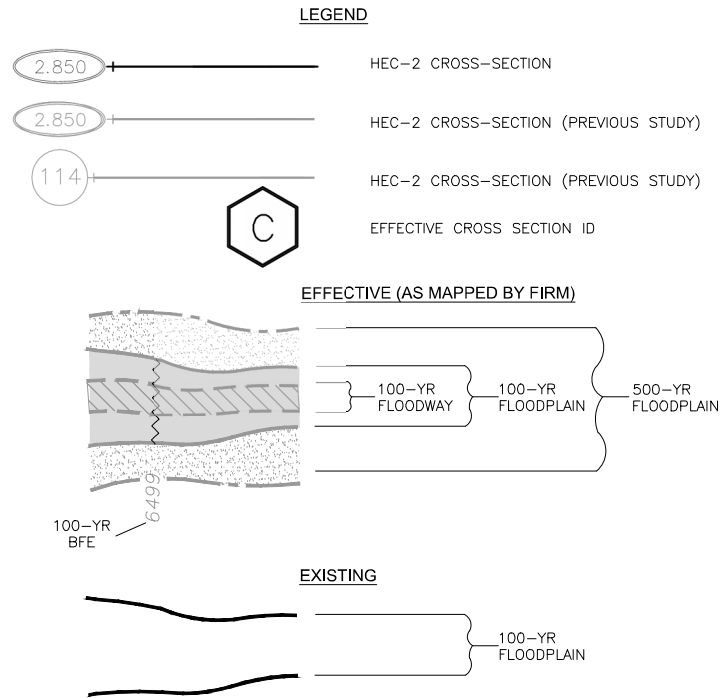 LEGEND
2.850
HEC-2 CROSS-SECTION
2.850
HEC-2 CROSS-SECTION (PREVIOUS STUDY)
114
HEC-2 CROSS-SECTION (PREVIOUS STUDY)
C
EFFECTIVE CROSS SECTION ID
EFFECTIVE (AS MAPPED BY FIRM)
100-YR
FLOODWAY
100-YR
FLOODPLAIN
500-YR
FLOODPLAIN
6499
100-YR
BFE
EXISTING
100-YR
FLOODPLAIN